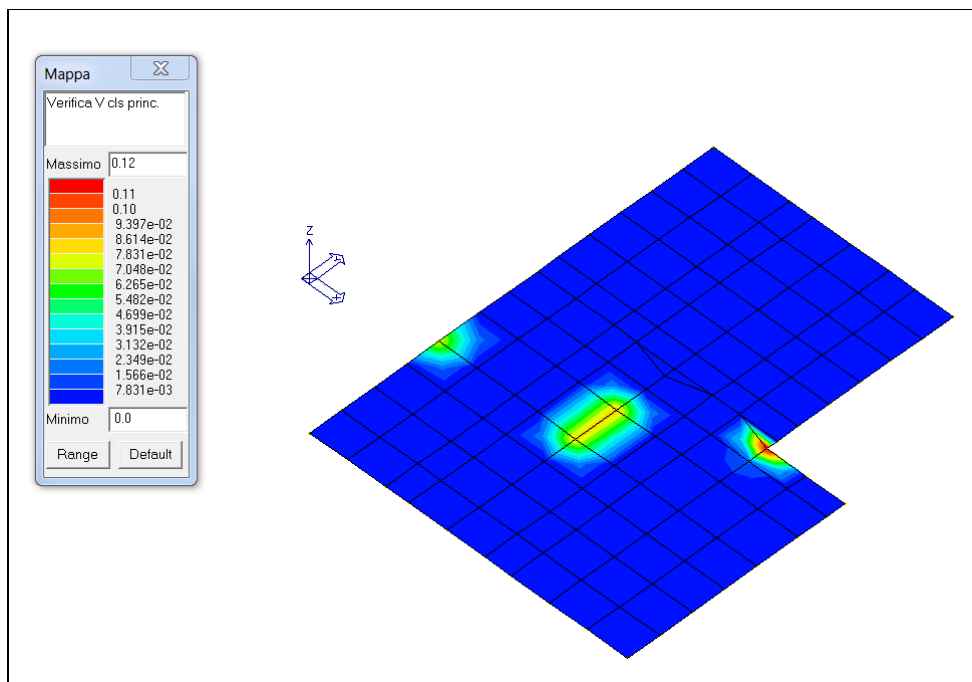 Mappa
Verifica V cls princ.
Massimo 0.12
0.11
0.10
9.397e-02
8.614e-02
7.831e-02
7.048e-02
6.265e-02
5.482e-02
4.699e-02
3.915e-02
3.132e-02
2.349e-02
1.566e-02
7.831e-03
Minimo 0.0
Range Default
Z